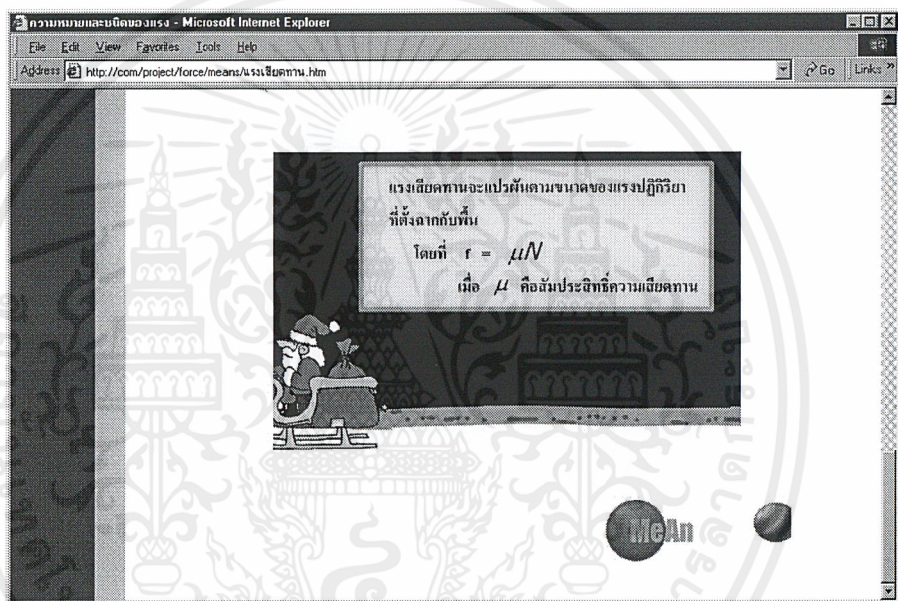 ความหมายและชนิดของแรง - Microsoft Internet Explorer
File Edit View Favorites Tools Help
Address http://com/project/force/means/แรงเสียดทาน.htm Go Links »
แรงเสียดทานจะแปรผันตามขนาดของแรงปฏิกิริยา
ที่ตั้งฉากกับพื้น
โดยที่ f = μN
เมื่อ μ คือสัมประสิทธิ์ความเสียดทาน
MeAn